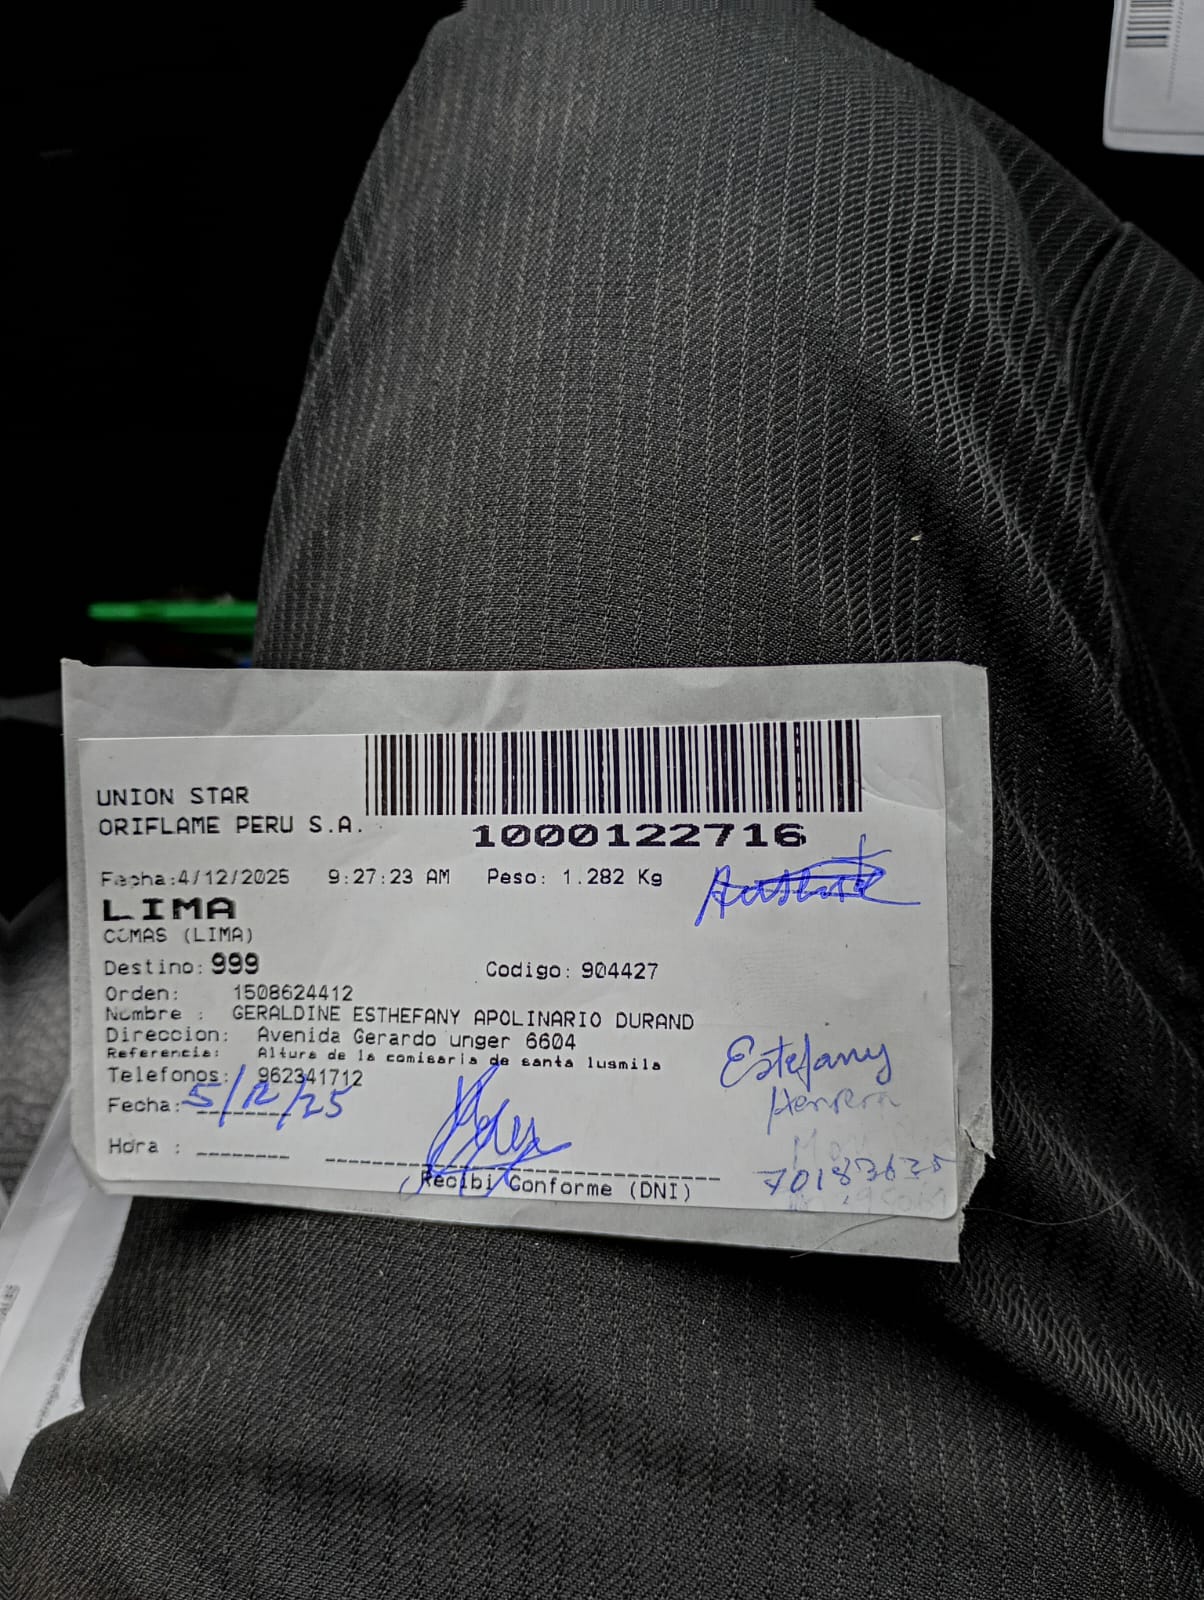 UNION STAR
ORIFLAME PERU S.A.
1000122716
Fecha:4/12/2025 9:27:23 AM Peso: 1.282 Kg
LIMA
COMAS (LIMA)
Destino: 999 Codigo: 904427
Orden: 1508624412
Nombre : GERALDINE ESTHEFANY APOLINARIO DURAND
Direccion: Avenida Gerardo unger 6604
Referencia: Altura de la comisaria de santa lusmila
Telefonos: 962341712
Fecha: 5/12/25
Estefany
Herrera
Hora :
70183635
Recibi Conforme (DNI)